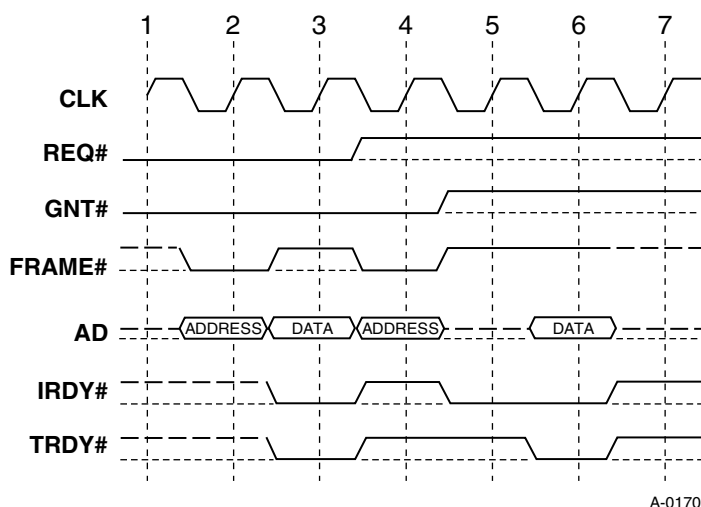 1 2 3 4 5 6 7
CLK
REQ#
GNT#
FRAME#
AD ADDRESS DATA ADDRESS DATA
IRDY#
TRDY#
A-0170